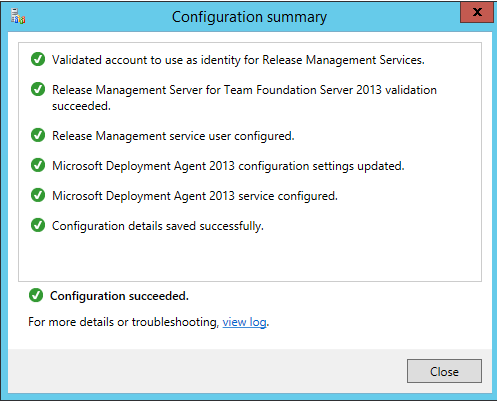 Configuration summary
x
Validated account to use as identity for Release Management Services.
Release Management Server for Team Foundation Server 2013 validation
succeeded.
Release Management service user configured.
Microsoft Deployment Agent 2013 configuration settings updated.
Microsoft Deployment Agent 2013 service configured.
Configuration details saved successfully.
Configuration succeeded.
For more details or troubleshooting, view log.
Close